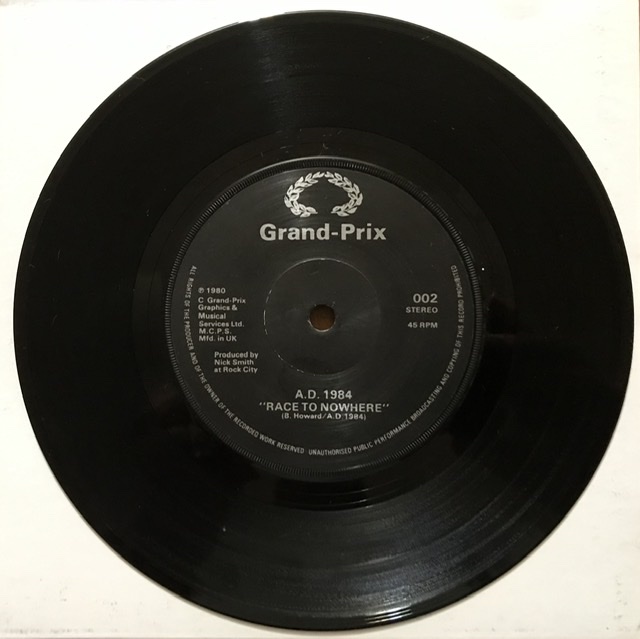 Grand-Prix
℗ 1980
C Grand-Prix
Graphics &
Musical
Services Ltd.
M.C.P.S.
Mfd. in UK
Produced by
Nick Smith
at Rock City
002
STEREO
45 RPM
A.D. 1984
"RACE TO NOWHERE"
(B. Howard/A.D 1984)
ALL RIGHTS OF THE PRODUCER AND OF THE OWNER OF THE RECORDED WORK RESERVED UNAUTHORISED PUBLIC PERFORMANCE BROADCASTING AND COPYING OF THIS RECORD PROHIBITED